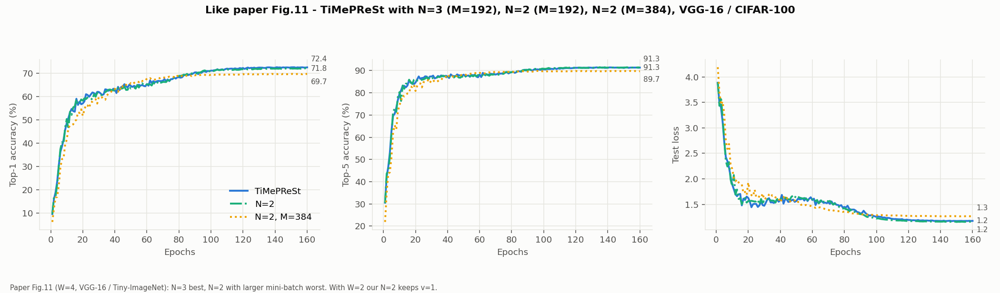 Like paper Fig.11 - TiMePReSt with N=3 (M=192), N=2 (M=192), N=2 (M=384), VGG-16 / CIFAR-100
Top-1 accuracy (%)
70
60
50
40
30
20
10
0 20 40 60 80 100 120 140 160
Epochs
72.4
71.8
69.7
TiMePReSt
N=2
N=2, M=384
Top-5 accuracy (%)
90
80
70
60
50
40
30
20
0 20 40 60 80 100 120 140 160
Epochs
91.3
91.3
89.7
Test loss
4.0
3.5
3.0
2.5
2.0
1.5
0 20 40 60 80 100 120 140 160
Epochs
1.3
1.2
1.2
Paper Fig.11 (W=4, VGG-16 / Tiny-ImageNet): N=3 best, N=2 with larger mini-batch worst. With W=2 our N=2 keeps v=1.